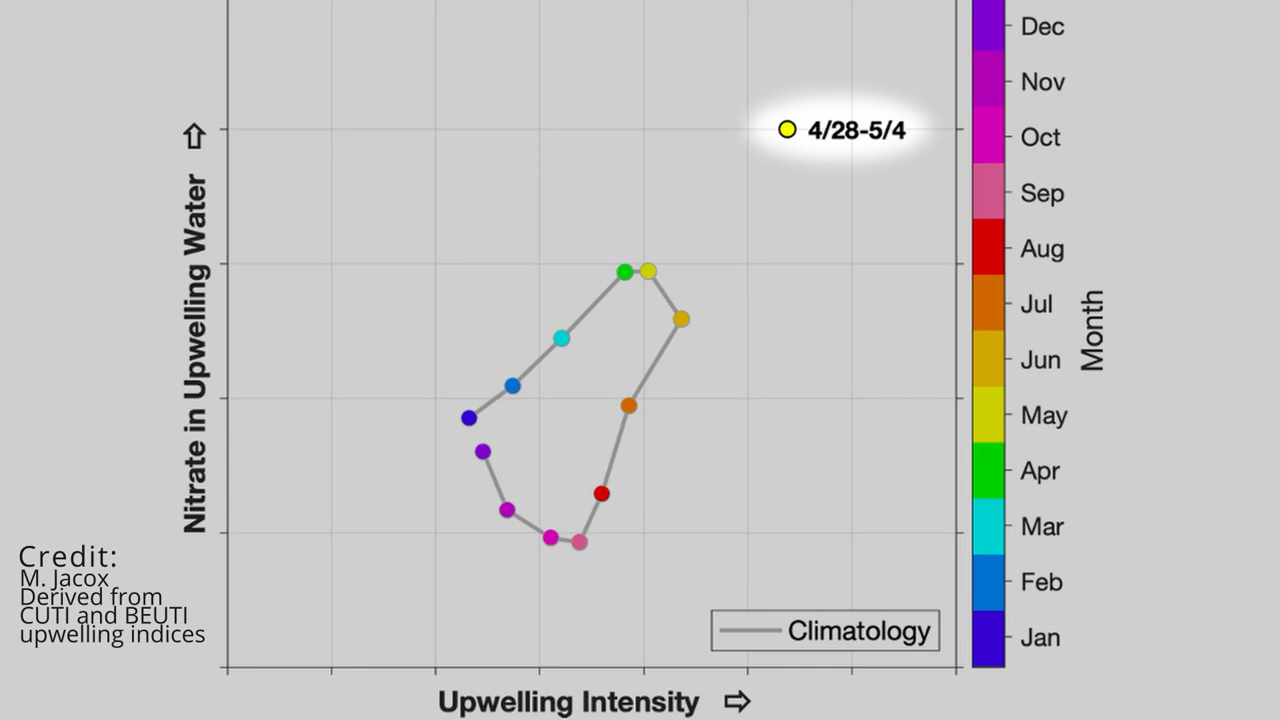 Dec
Nov
Oct
Sep
Aug
Jul
Jun
May
Apr
Mar
Feb
Jan
Month
4/28-5/4
Nitrate in Upwelling Water ⇨
Credit:
M. Jacox
Derived from
CUTI and BEUTI
upwelling indices
Climatology
Upwelling Intensity ⇨